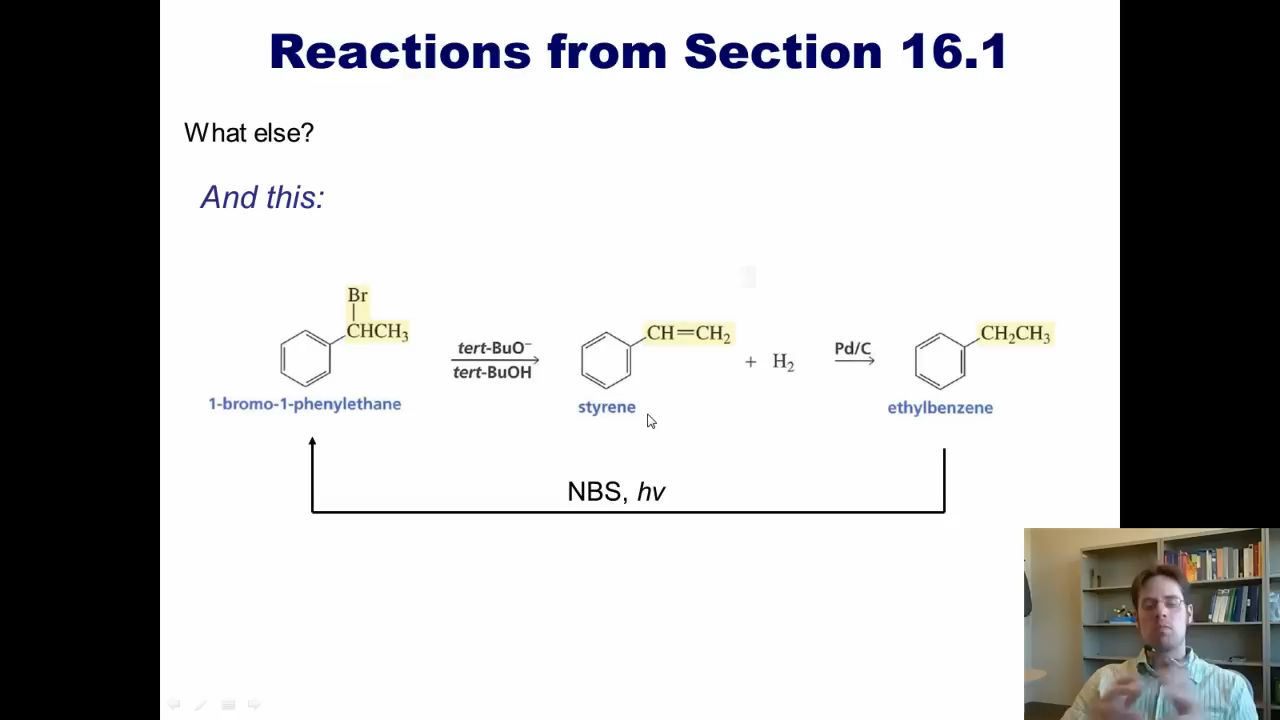 Reactions from Section 16.1
What else?
And this:
Br
CHCH₃
tert-BuO⁻
tert-BuOH
CH=CH₂
+ H₂
Pd/C
CH₂CH₃
1-bromo-1-phenylethane
styrene
ethylbenzene
NBS, hν